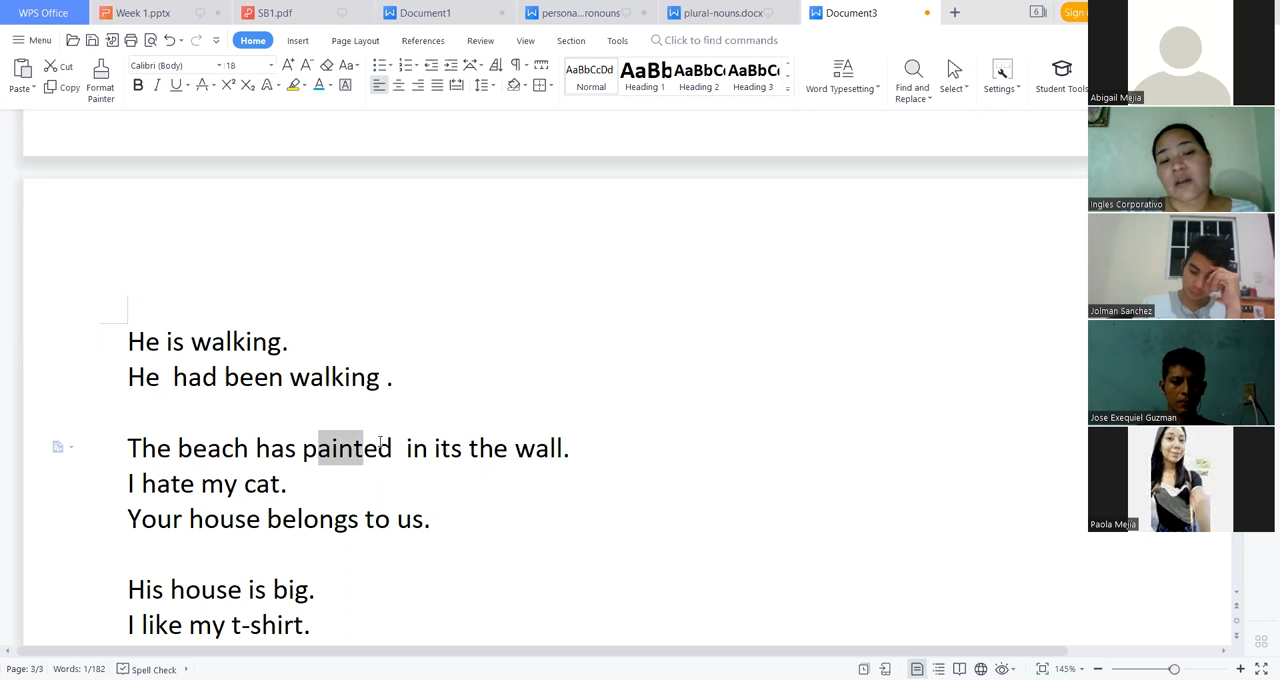 WPS Office Week 1.pptx SB1.pdf Document1 persona...ronouns plural-nouns.docx Document3 6 Sign
Menu Home Insert Page Layout References Review View Section Tools Click to find commands
Paste Cut Copy Format Painter Calibri (Body) 18 AaBbCcDd Normal AaBb Heading 1 AaBbC Heading 2 AaBbC Heading 3 Word Typesetting Find and Replace Select Settings Student Tools
Abigail Mejia
Ingles Corporativo
Jolman Sanchez
Jose Exequiel Guzman
Paola Mejia
He is walking.
He  had been walking .
The beach has painted  in its the wall.
I hate my cat.
Your house belongs to us.
His house is big.
I like my t-shirt.
Page: 3/3 Words: 1/182 Spell Check 145%